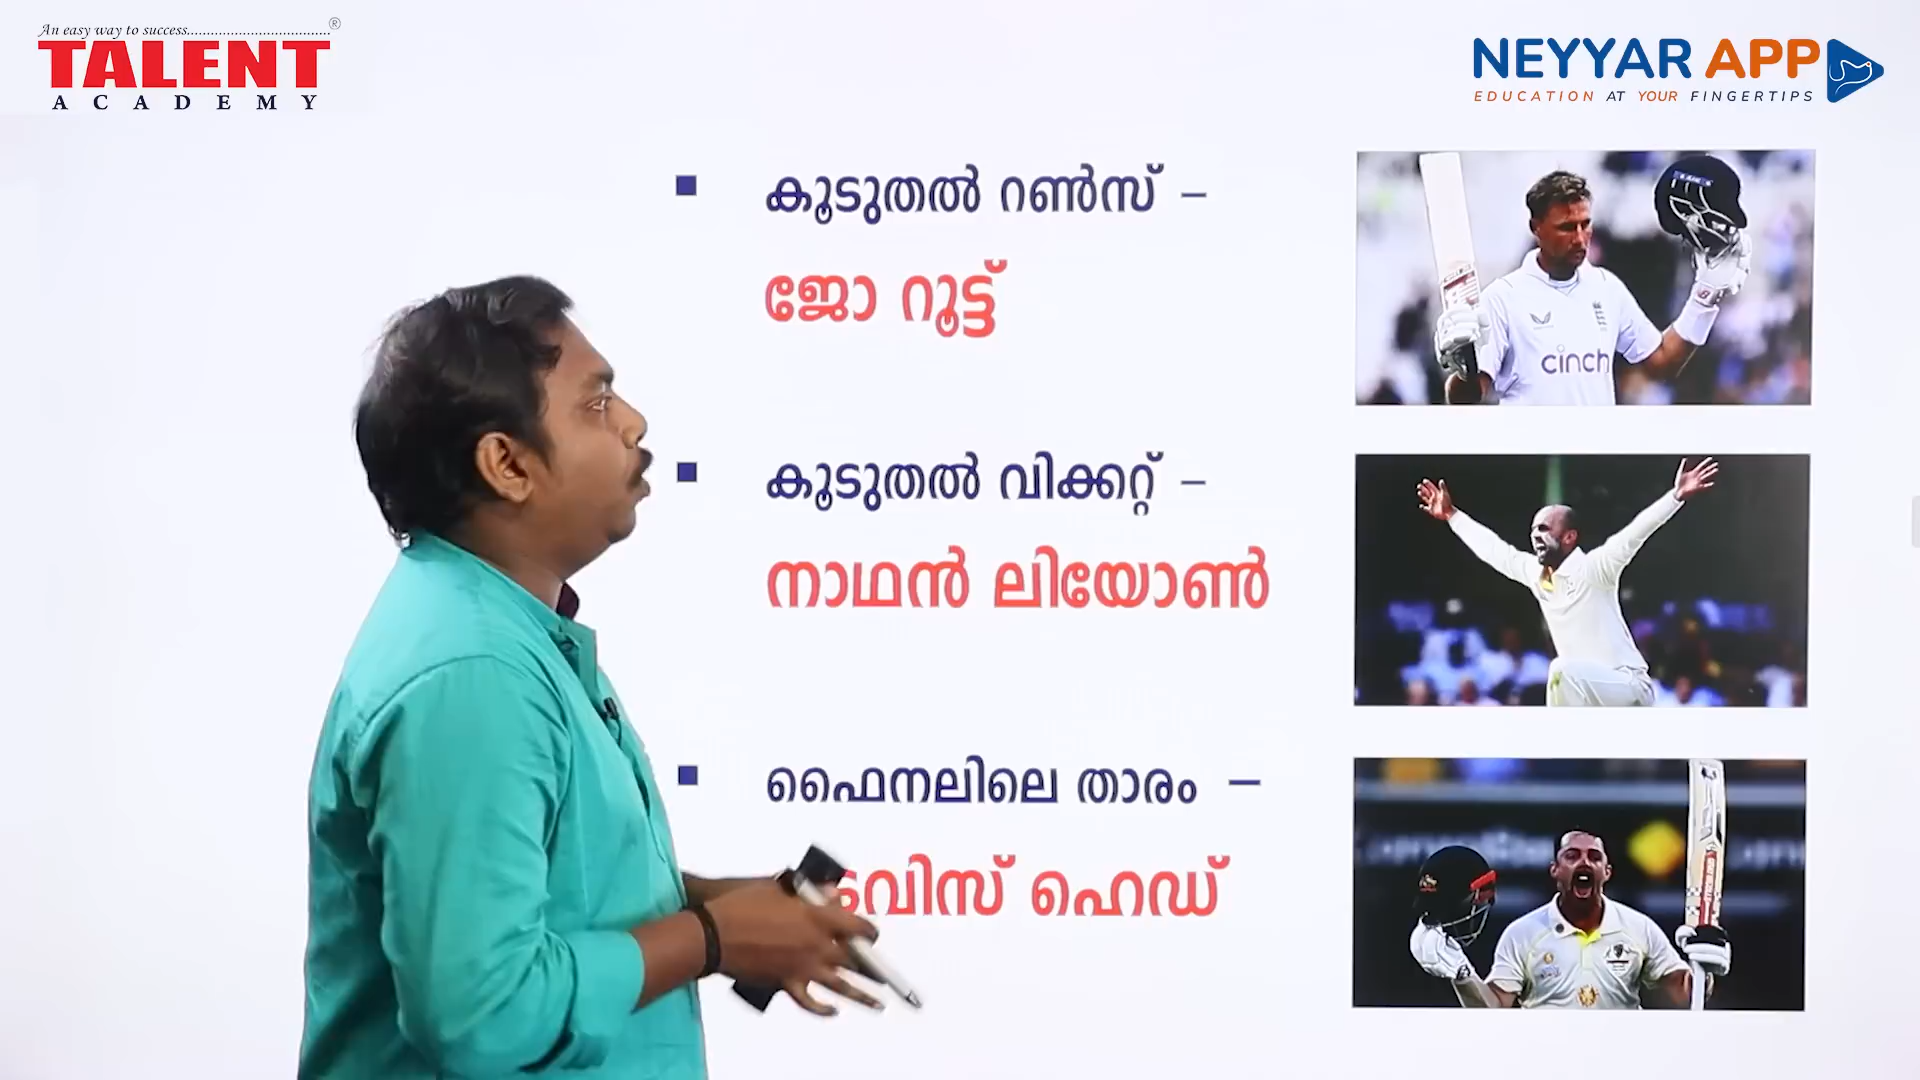 An easy way to success
TALENT
ACADEMY
NEYYAR APP
EDUCATION AT YOUR FINGERTIPS
കൂടുതൽ റൺസ് –
ജോ റൂട്ട്
cinch
കൂടുതൽ വിക്കറ്റ് –
നാഥൻ ലിയോൺ
ഫൈനലിലെ താരം –
ഹെഡ്